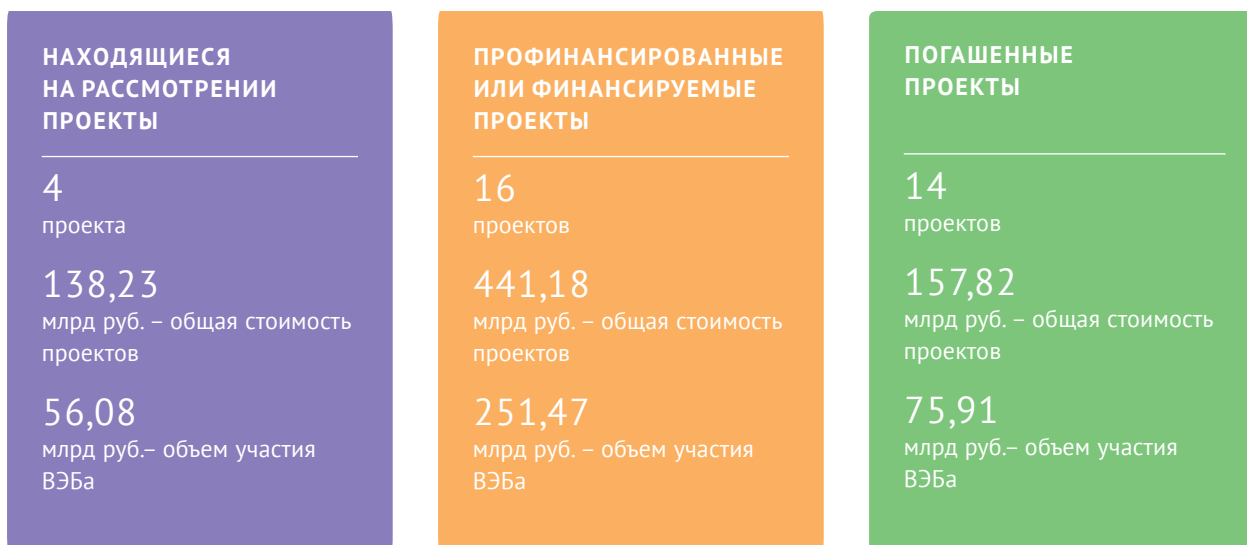 НАХОДЯЩИЕСЯ
НА РАССМОТРЕНИИ
ПРОЕКТЫ
4
проекта
138,23
млрд руб. – общая стоимость
проектов
56,08
млрд руб.– объем участия
ВЭБа
ПРОФИНАНСИРОВАННЫЕ
ИЛИ ФИНАНСИРУЕМЫЕ
ПРОЕКТЫ
16
проектов
441,18
млрд руб. – общая стоимость
проектов
251,47
млрд руб. – объем участия
ВЭБа
ПОГАШЕННЫЕ
ПРОЕКТЫ
14
проектов
157,82
млрд руб. – общая стоимость
проектов
75,91
млрд руб.– объем участия
ВЭБа